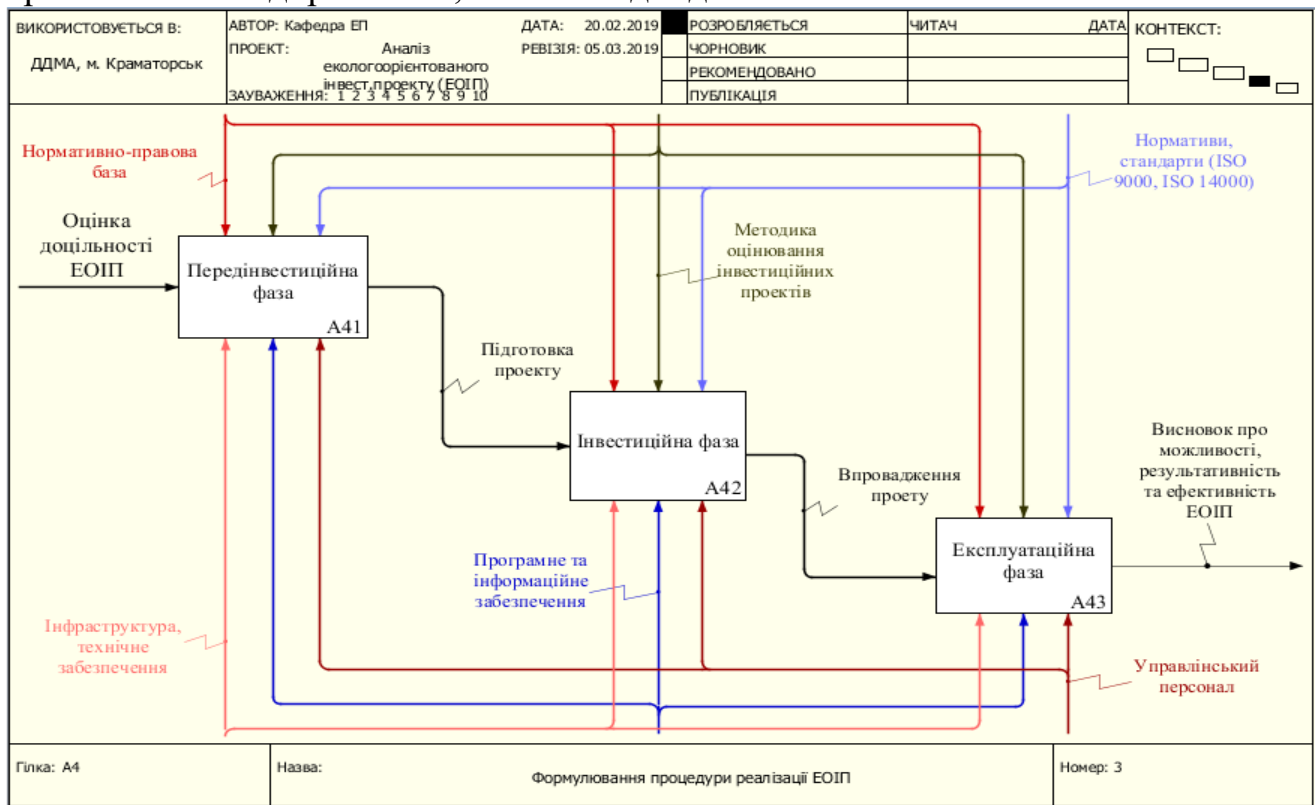 ВИКОРИСТОВУЄТЬСЯ В:
ДДМА, м. Краматорськ
АВТОР: Кафедра ЕП
ДАТА: 20.02.2019
ПРОЕКТ: Аналіз
екологоорієнтованого
інвест.проекту (ЕОІП)
РЕВІЗІЯ: 05.03.2019
ЗАУВАЖЕННЯ: 1 2 3 4 5 6 7 8 9 10
РОЗРОБЛЯЄТЬСЯ
ЧОРНОВИК
РЕКОМЕНДОВАНО
ПУБЛІКАЦІЯ
ЧИТАЧ
ДАТА
КОНТЕКСТ:
Нормативно-правова
база
Нормативи,
стандарти (ISO
9000, ISO 14000)
Оцінка
доцільності
ЕОІП
Методика
оцінювання
інвестиційних
проектів
Передінвестиційна
фаза
A41
Підготовка
проекту
Інвестиційна фаза
A42
Впровадження
проету
Висновок про
можливості,
результативність
та ефективність
ЕОІП
Експлуатаційна
фаза
A43
Програмне та
інформаційне
забезпечення
Інфраструктура,
технічне
забезпечення
Управлінський
персонал
Гілка: A4
Назва:
Формулювання процедури реалізації ЕОІП
Номер: 3